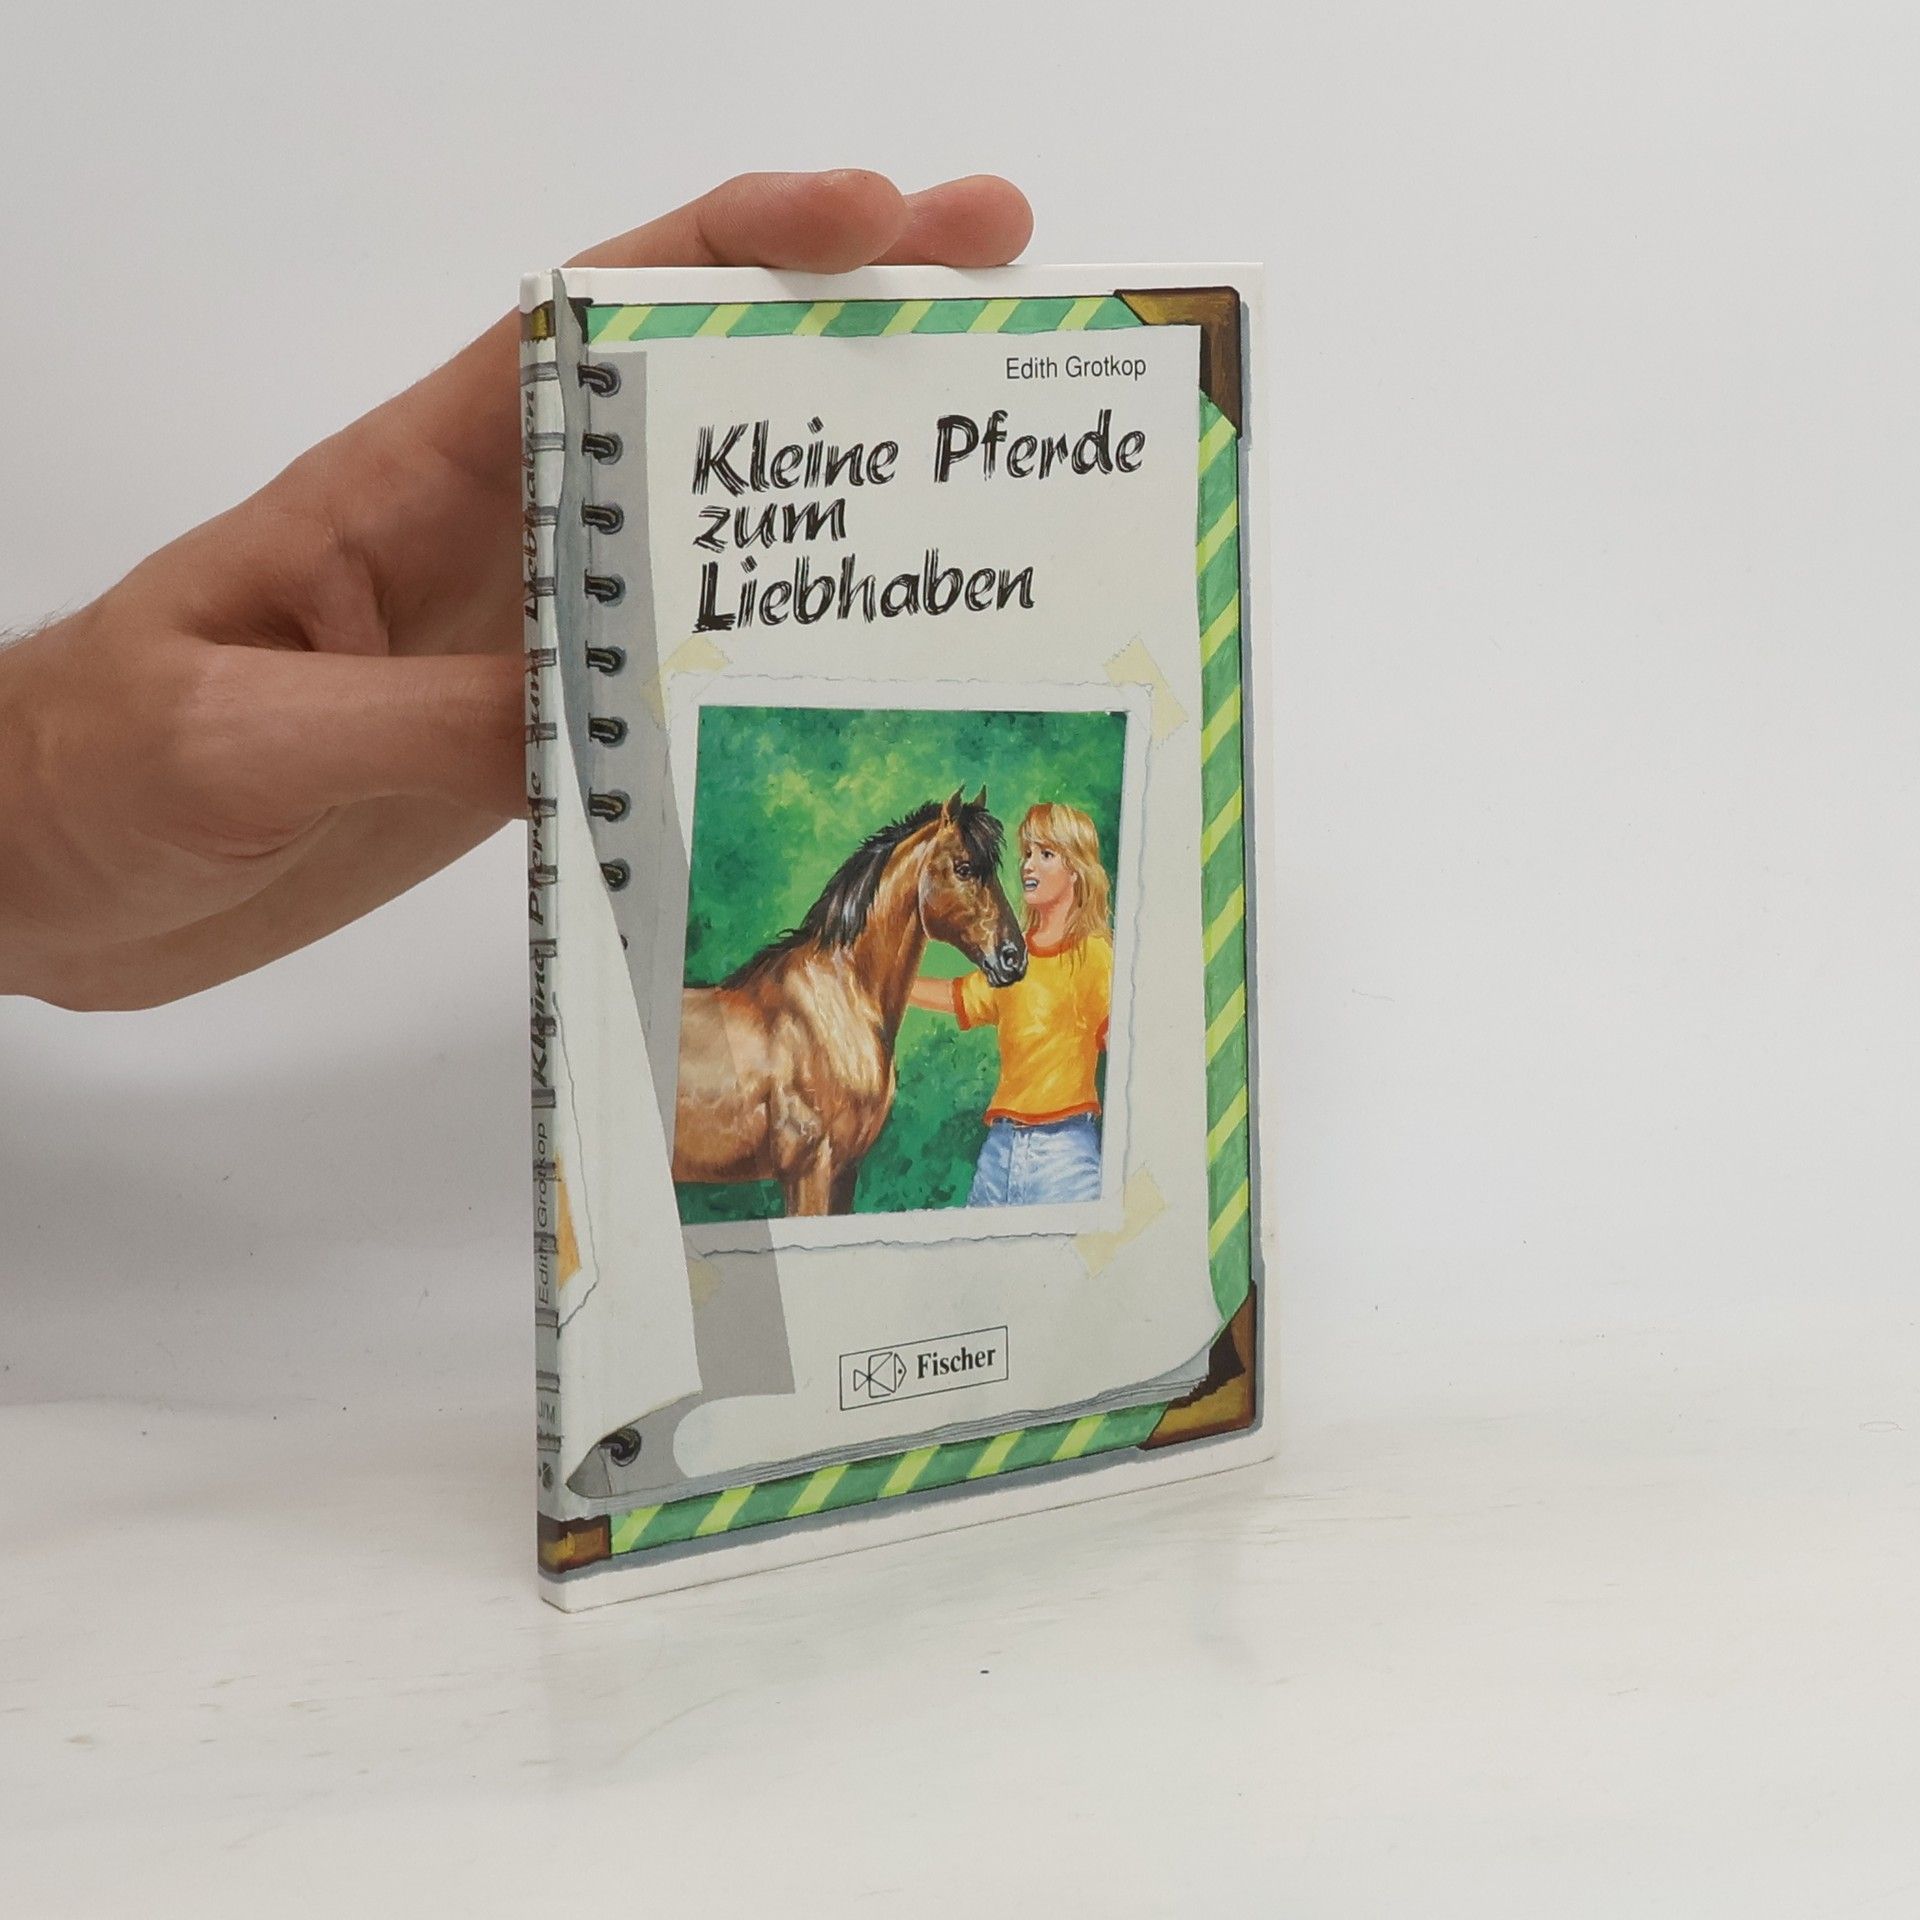 Edith Grotkop
Kleine Pferde
zum
Liebhaben
Fischer
Edith Grotkop Kleine Pferde zum Liebhaben
J/M